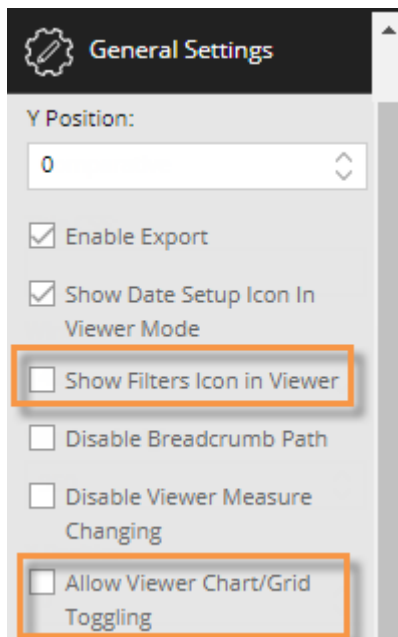 General Settings
Y Position:
0
Enable Export
Show Date Setup Icon In
Viewer Mode
Show Filters Icon in Viewer
Disable Breadcrumb Path
Disable Viewer Measure
Changing
Allow Viewer Chart/Grid
Toggling